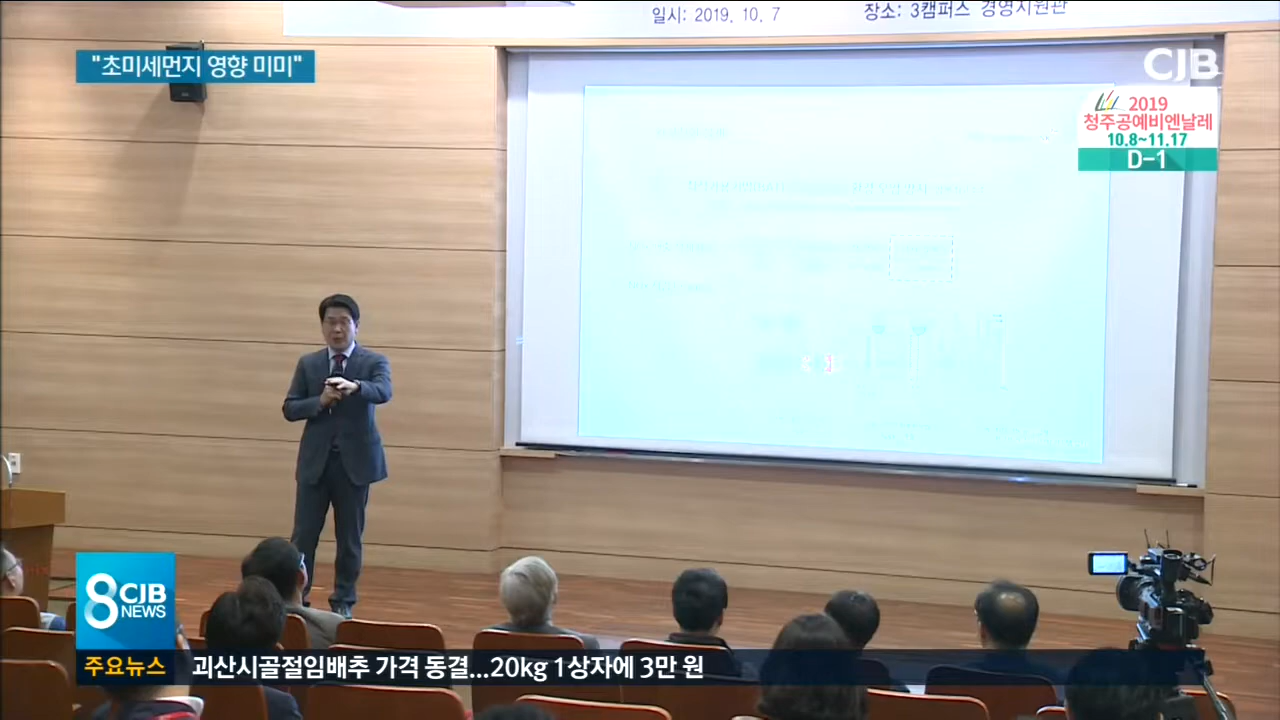 일시: 2019. 10. 7
장소: 3캠퍼스 경영지원관
"초미세먼지 영향 미미"
CJB
2019
청주공예비엔날레
10.8~11.17
D-1
8 CJB
NEWS
주요뉴스
괴산시골절임배추 가격 동결...20kg 1상자에 3만 원